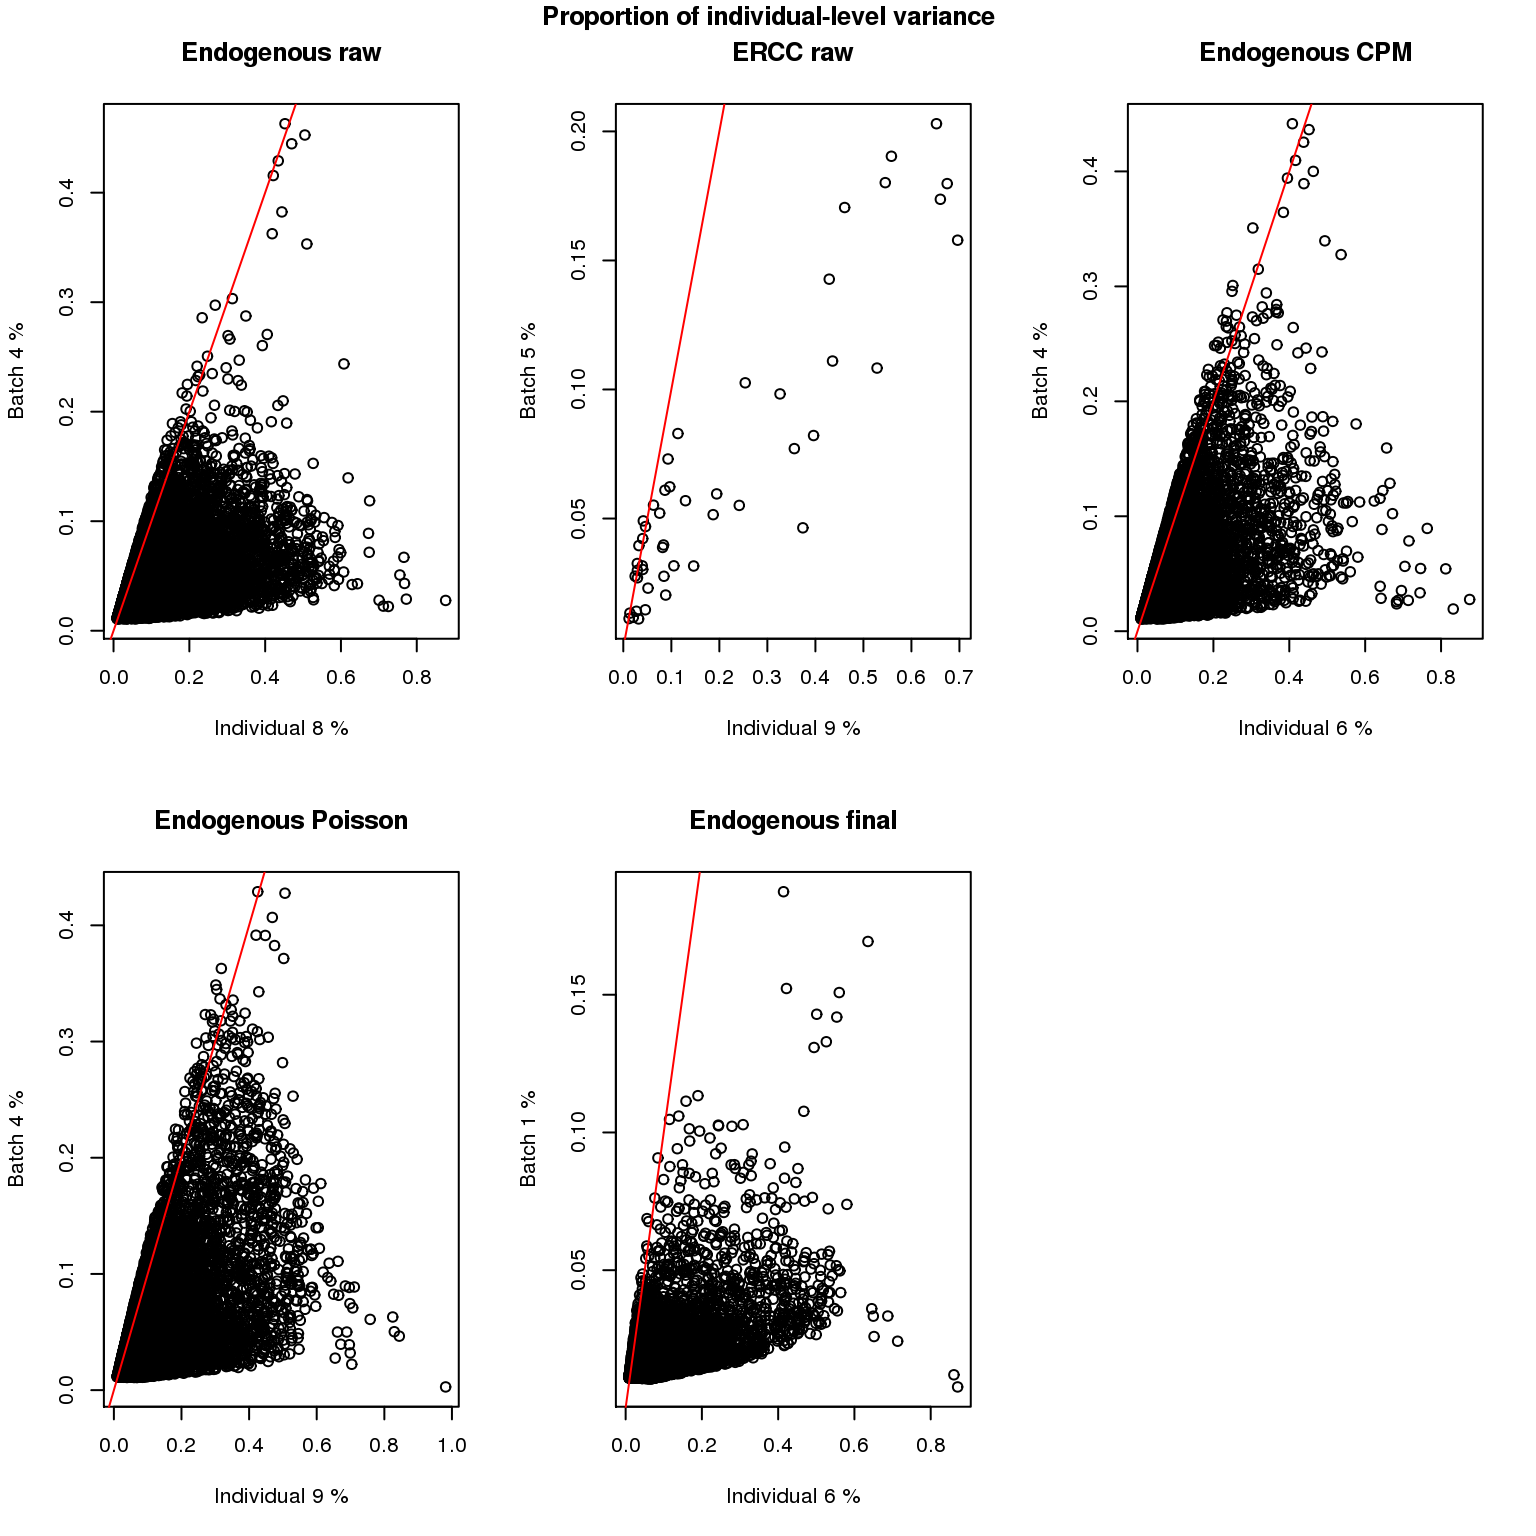 Proportion of individual-level variance
Endogenous raw
0.0 0.1 0.2 0.3 0.4
Batch 4 %
0.0 0.2 0.4 0.6 0.8
Individual 8 %
ERCC raw
0.05 0.10 0.15 0.20
Batch 5 %
0.0 0.1 0.2 0.3 0.4 0.5 0.6 0.7
Individual 9 %
Endogenous CPM
0.0 0.1 0.2 0.3 0.4
Batch 4 %
0.0 0.2 0.4 0.6 0.8
Individual 6 %
Endogenous Poisson
0.0 0.1 0.2 0.3 0.4
Batch 4 %
0.0 0.2 0.4 0.6 0.8 1.0
Individual 9 %
Endogenous final
0.05 0.10 0.15
Batch 1 %
0.0 0.2 0.4 0.6 0.8
Individual 6 %